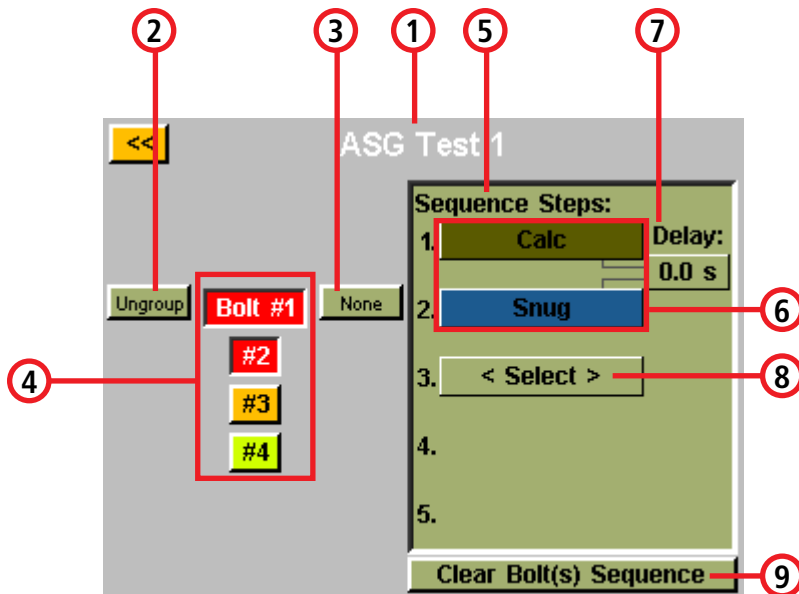 2 3 1 5 7
<< ASG Test 1
Sequence Steps:
1. Calc Delay:
0.0 s
Ungroup Bolt #1 None 2. Snug 6
#2
4 3. < Select > 8
#3
#4 4.
5.
Clear Bolt(s) Sequence 9